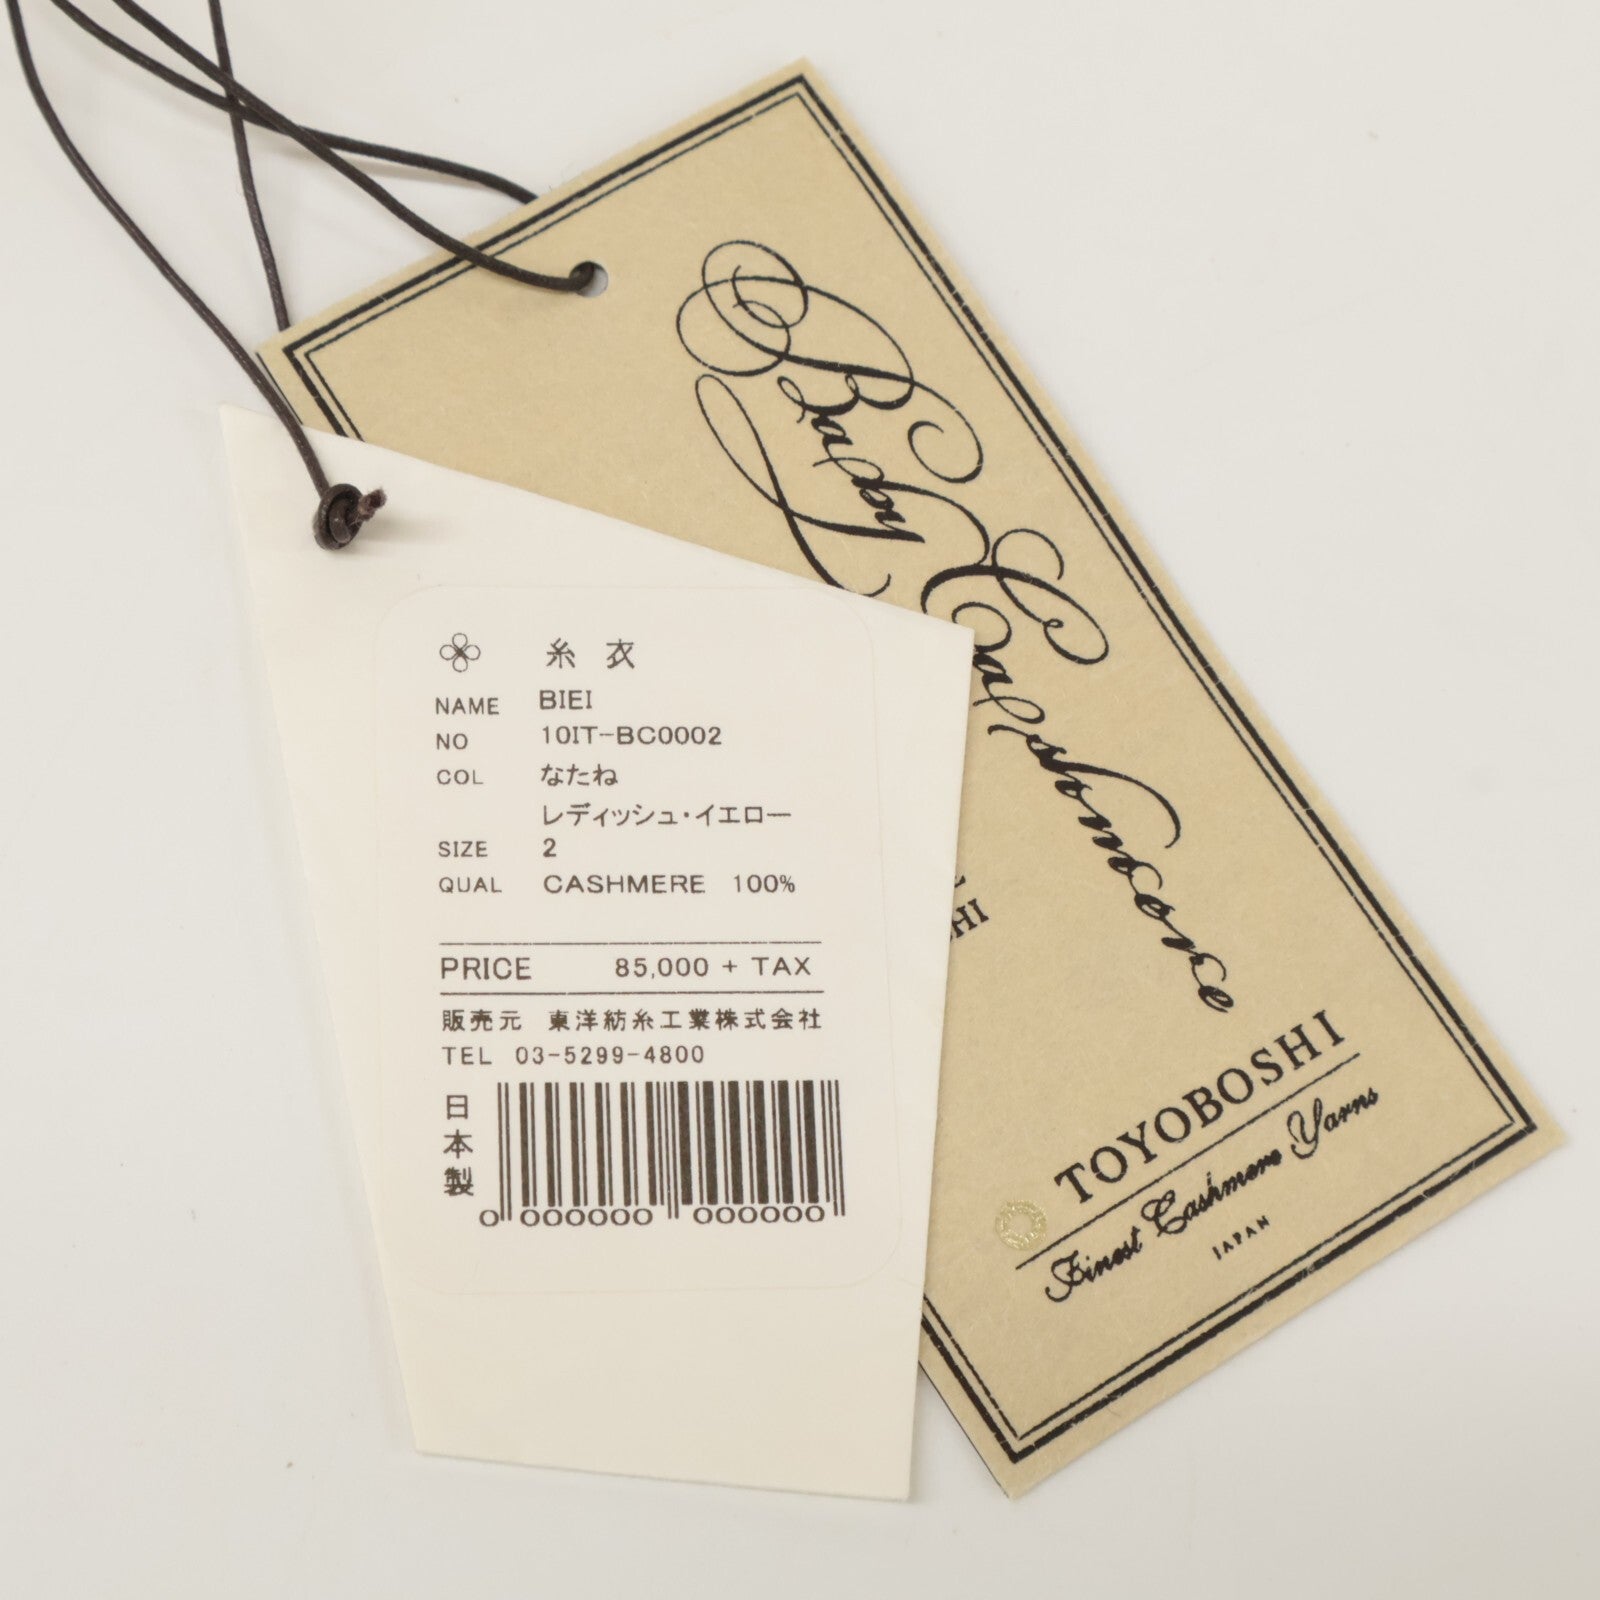 糸 衣
NAME BIEI
NO 10IT-BC0002
COL なたね
レディッシュ・イエロー
SIZE 2
QUAL CASHMERE 100%
PRICE 85,000 + TAX
販売元 東洋紡糸工業株式会社
TEL 03-5299-4800
日本製
0 000000 000000
Baby Cashmere
HI
TOYOBOSHI
Finest Cashmere Yarns
JAPAN